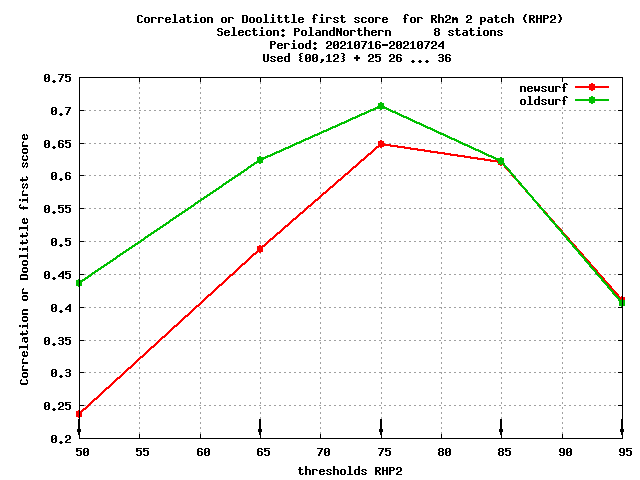 Correlation or Doolittle first score  for Rh2m 2 patch (RHP2)
Selection: PolandNorthern      8 stations
Period: 20210716-20210724
Used {00,12} + 25 26 ... 36
newsurf
oldsurf
Correlation or Doolittle first score
0.75
0.7
0.65
0.6
0.55
0.5
0.45
0.4
0.35
0.3
0.25
0.2
50 55 60 65 70 75 80 85 90 95
thresholds RHP2